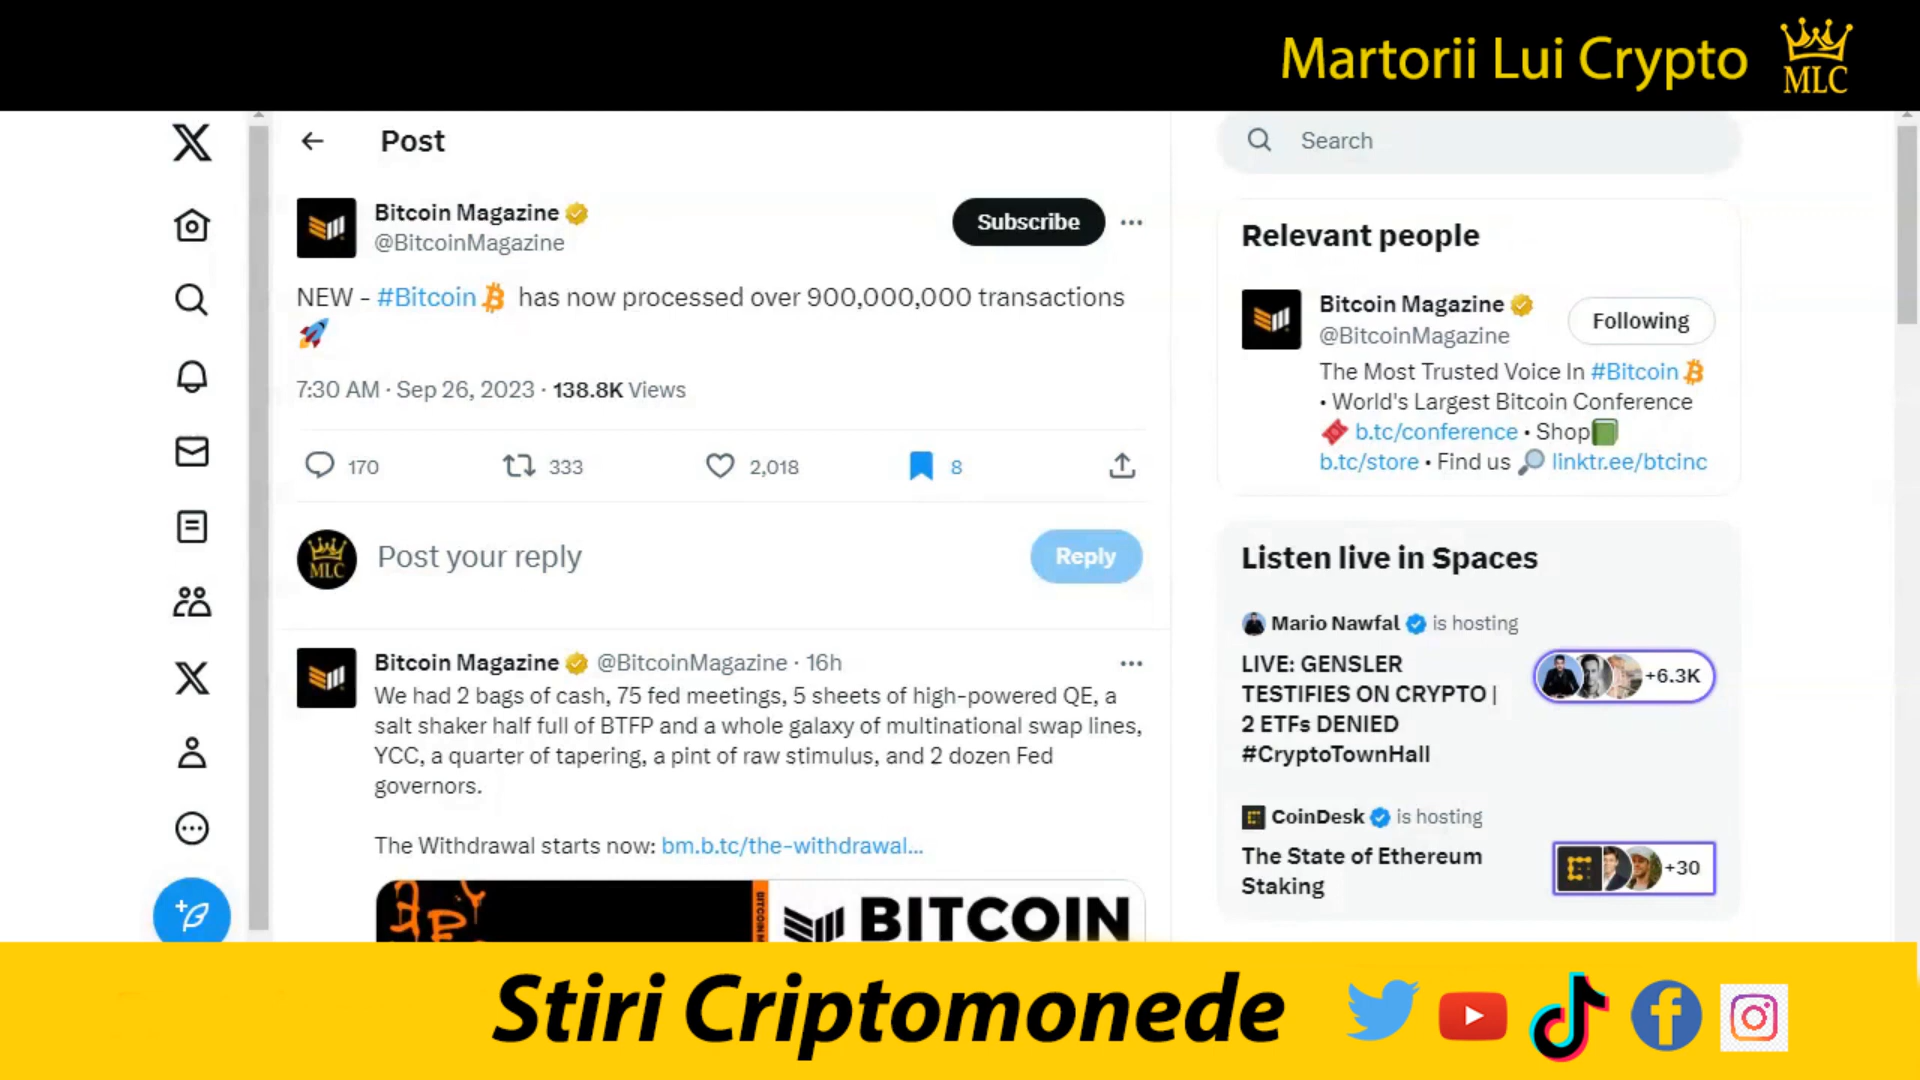 Martorii Lui Crypto
MLC
Post
Search
Bitcoin Magazine
@BitcoinMagazine
Subscribe
NEW - #Bitcoin has now processed over 900,000,000 transactions
7:30 AM · Sep 26, 2023 · 138.8K Views
170
333
2,018
8
MLC
Post your reply
Reply
Bitcoin Magazine @BitcoinMagazine · 16h
We had 2 bags of cash, 75 fed meetings, 5 sheets of high-powered QE, a
salt shaker half full of BTFP and a whole galaxy of multinational swap lines,
YCC, a quarter of tapering, a pint of raw stimulus, and 2 dozen Fed
governors.
The Withdrawal starts now: bm.b.tc/the-withdrawal...
BITCOIN
Relevant people
Bitcoin Magazine
@BitcoinMagazine
Following
The Most Trusted Voice In #Bitcoin
• World's Largest Bitcoin Conference
b.tc/conference • Shop
b.tc/store • Find us linktr.ee/btcinc
Listen live in Spaces
Mario Nawfal is hosting
LIVE: GENSLER
TESTIFIES ON CRYPTO |
2 ETFs DENIED
#CryptoTownHall
+6.3K
CoinDesk is hosting
The State of Ethereum
Staking
+30
Stiri Criptomonede